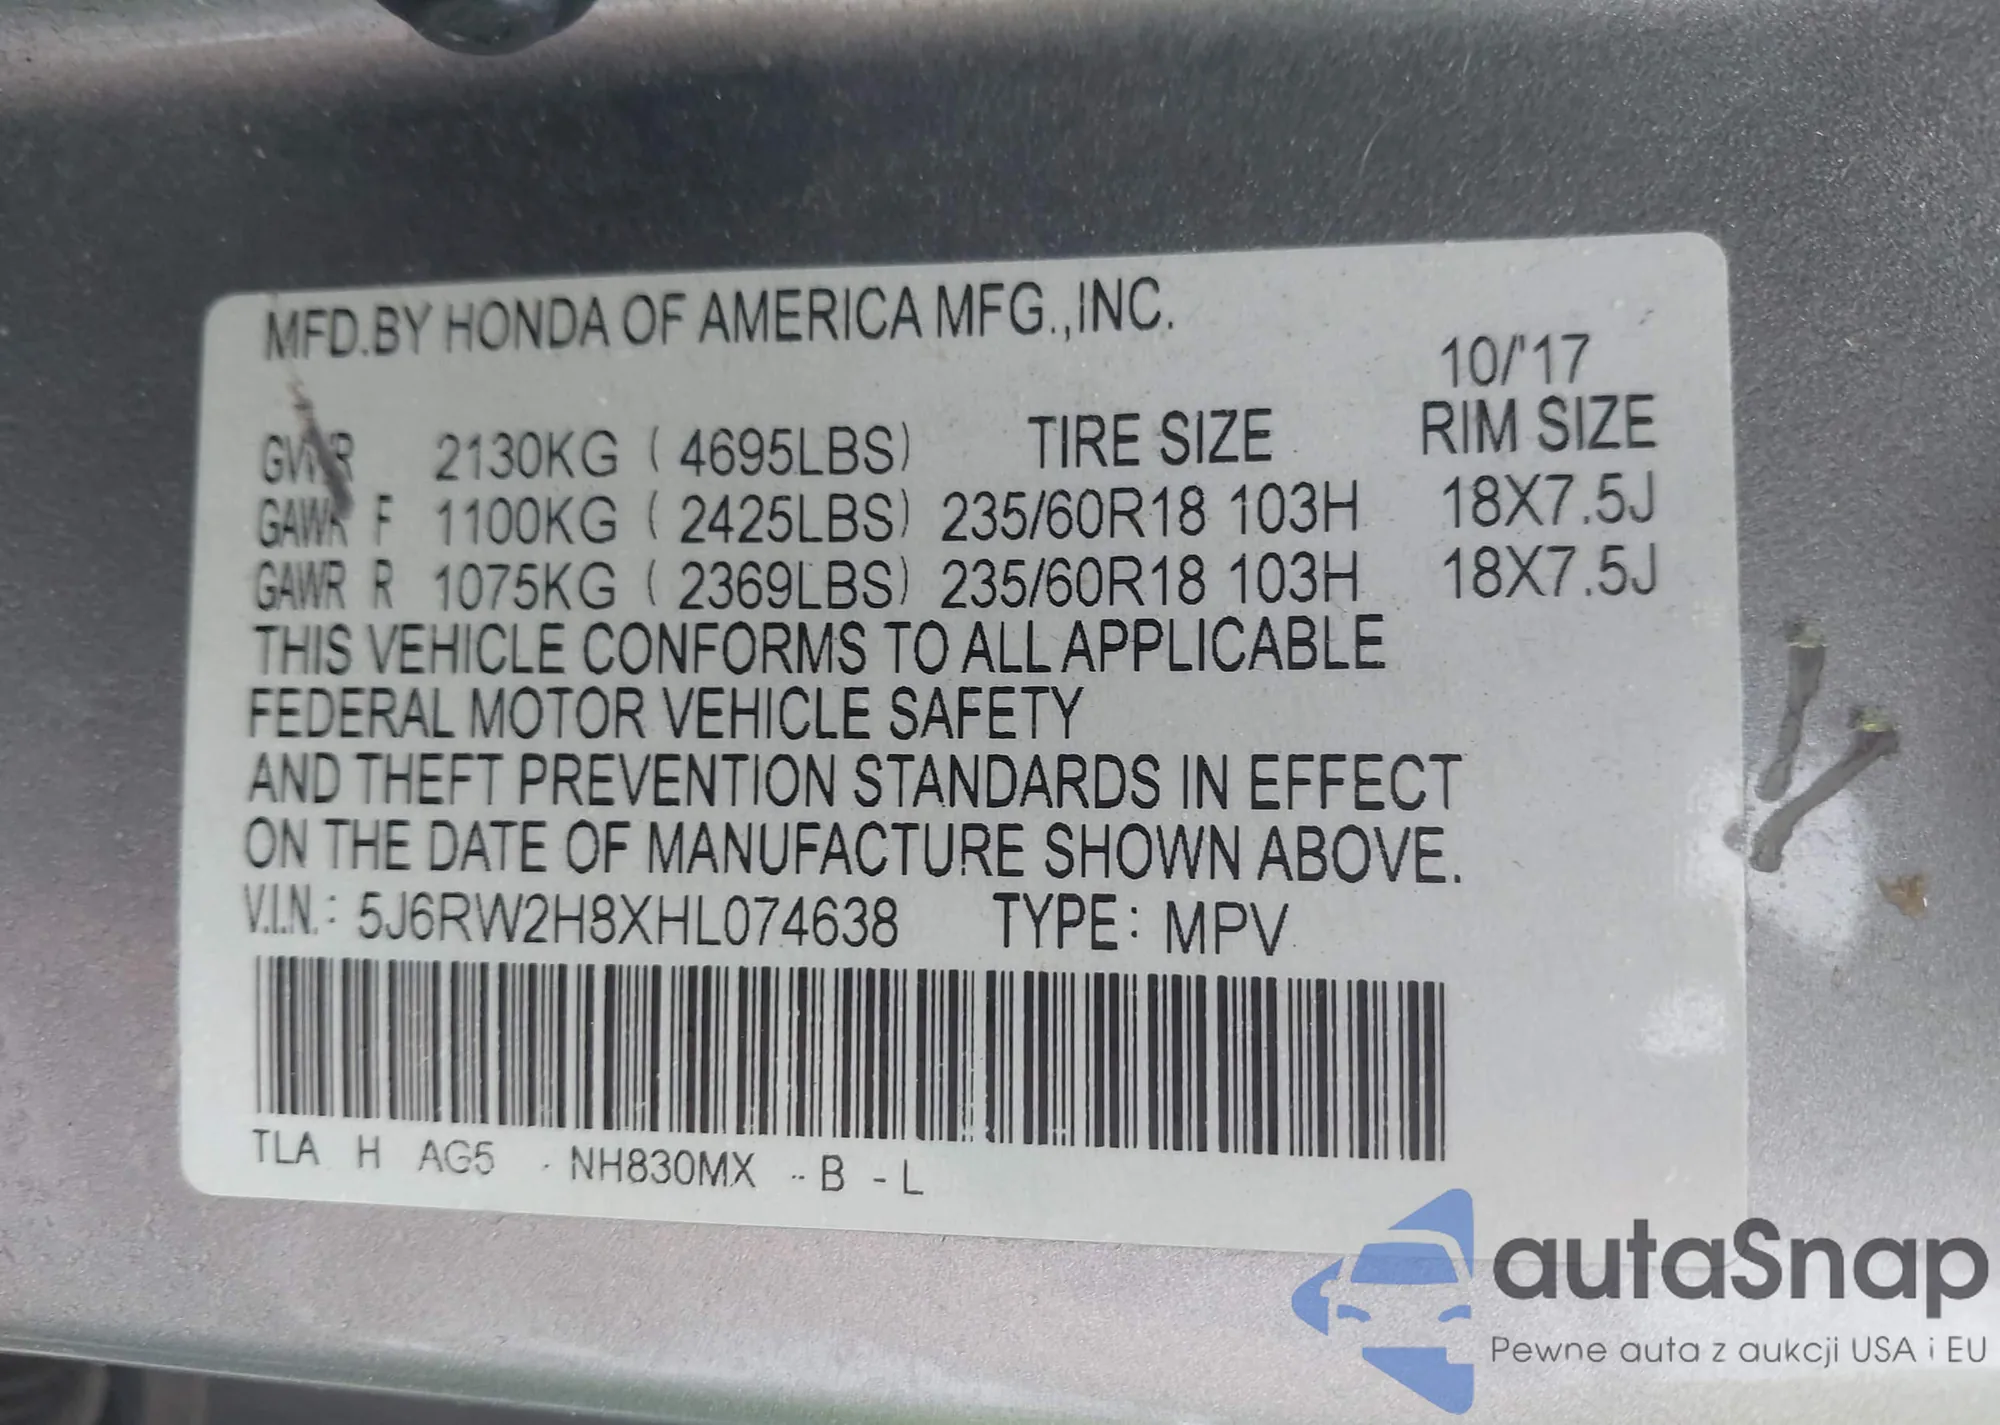 MFD.BY HONDA OF AMERICA MFG.,INC.
10/'17
GVWR 2130KG ( 4695LBS) TIRE SIZE RIM SIZE
GAWR F 1100KG ( 2425LBS) 235/60R18 103H 18X7.5J
GAWR R 1075KG ( 2369LBS) 235/60R18 103H 18X7.5J
THIS VEHICLE CONFORMS TO ALL APPLICABLE
FEDERAL MOTOR VEHICLE SAFETY
AND THEFT PREVENTION STANDARDS IN EFFECT
ON THE DATE OF MANUFACTURE SHOWN ABOVE.
V.I.N.: 5J6RW2H8XHL074638 TYPE: MPV
TLA H AG5 - NH830MX -- B - L
autaSnap
Pewne auta z aukcji USA i EU